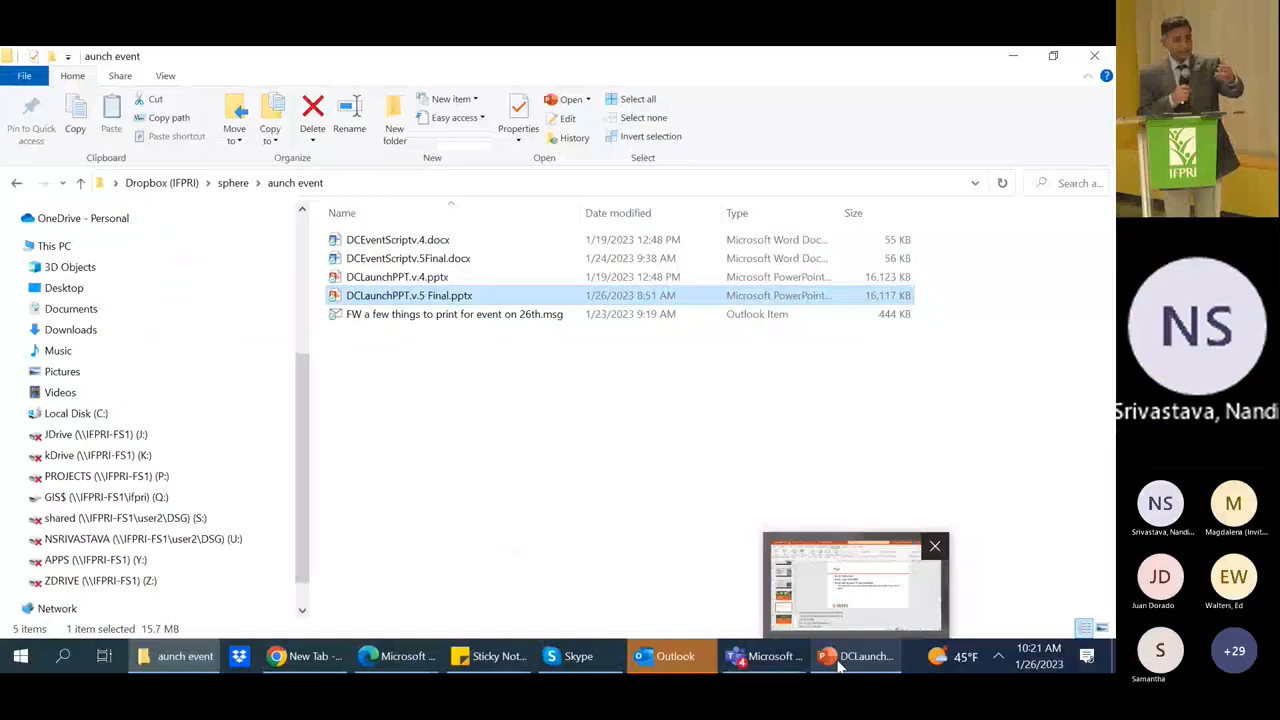 aunch event
File
Home
Share
View
Pin to Quick access
Copy
Paste
Cut
Copy path
Paste shortcut
Clipboard
Move to
Copy to
Delete
Rename
Organize
New folder
New item
Easy access
New
Properties
Open
Edit
History
Open
Select all
Select none
Invert selection
Select
Dropbox (IFPRI) > sphere > aunch event
Search a...
OneDrive - Personal
This PC
3D Objects
Desktop
Documents
Downloads
Music
Pictures
Videos
Local Disk (C:)
JDrive (\\IFPRI-FS1) (J:)
kDrive (\\IFPRI-FS1) (K:)
PROJECTS (\\IFPRI-FS1) (P:)
GIS$ (\\IFPRI-FS1\ifpri) (Q:)
shared (\\IFPRI-FS1\user2\DSG) (S:)
NSRIVASTAVA (\\IFPRI-FS1\user2\DSG) (U:)
APPS (\\IFPRI-FS1) (Y:)
ZDRIVE (\\IFPRI-FS1) (Z:)
Network
Name Date modified Type Size
DCEventScriptv.4.docx 1/19/2023 12:48 PM Microsoft Word Doc... 55 KB
DCEventScriptv.5Final.docx 1/24/2023 9:38 AM Microsoft Word Doc... 56 KB
DCLaunchPPT.v.4.pptx 1/19/2023 12:48 PM Microsoft PowerPoint... 16,123 KB
DCLaunchPPT.v.5 Final.pptx 1/26/2023 8:51 AM Microsoft PowerPoint... 16,117 KB
FW a few things to print for event on 26th.msg 1/23/2023 9:19 AM Outlook Item 444 KB
5 items 1 item selected 15.7 MB
aunch event
New Tab -...
Microsoft ...
Sticky Not...
Skype
Outlook
4
Microsoft ...
DCLaunch...
45°F
10:21 AM
1/26/2023
IFPRI
NS
Srivastava, Nandi
NS
Srivastava, Nandi...
M
Magdalena (Invit...
JD
Juan Dorado
EW
Walters, Ed
S
Samantha
+29